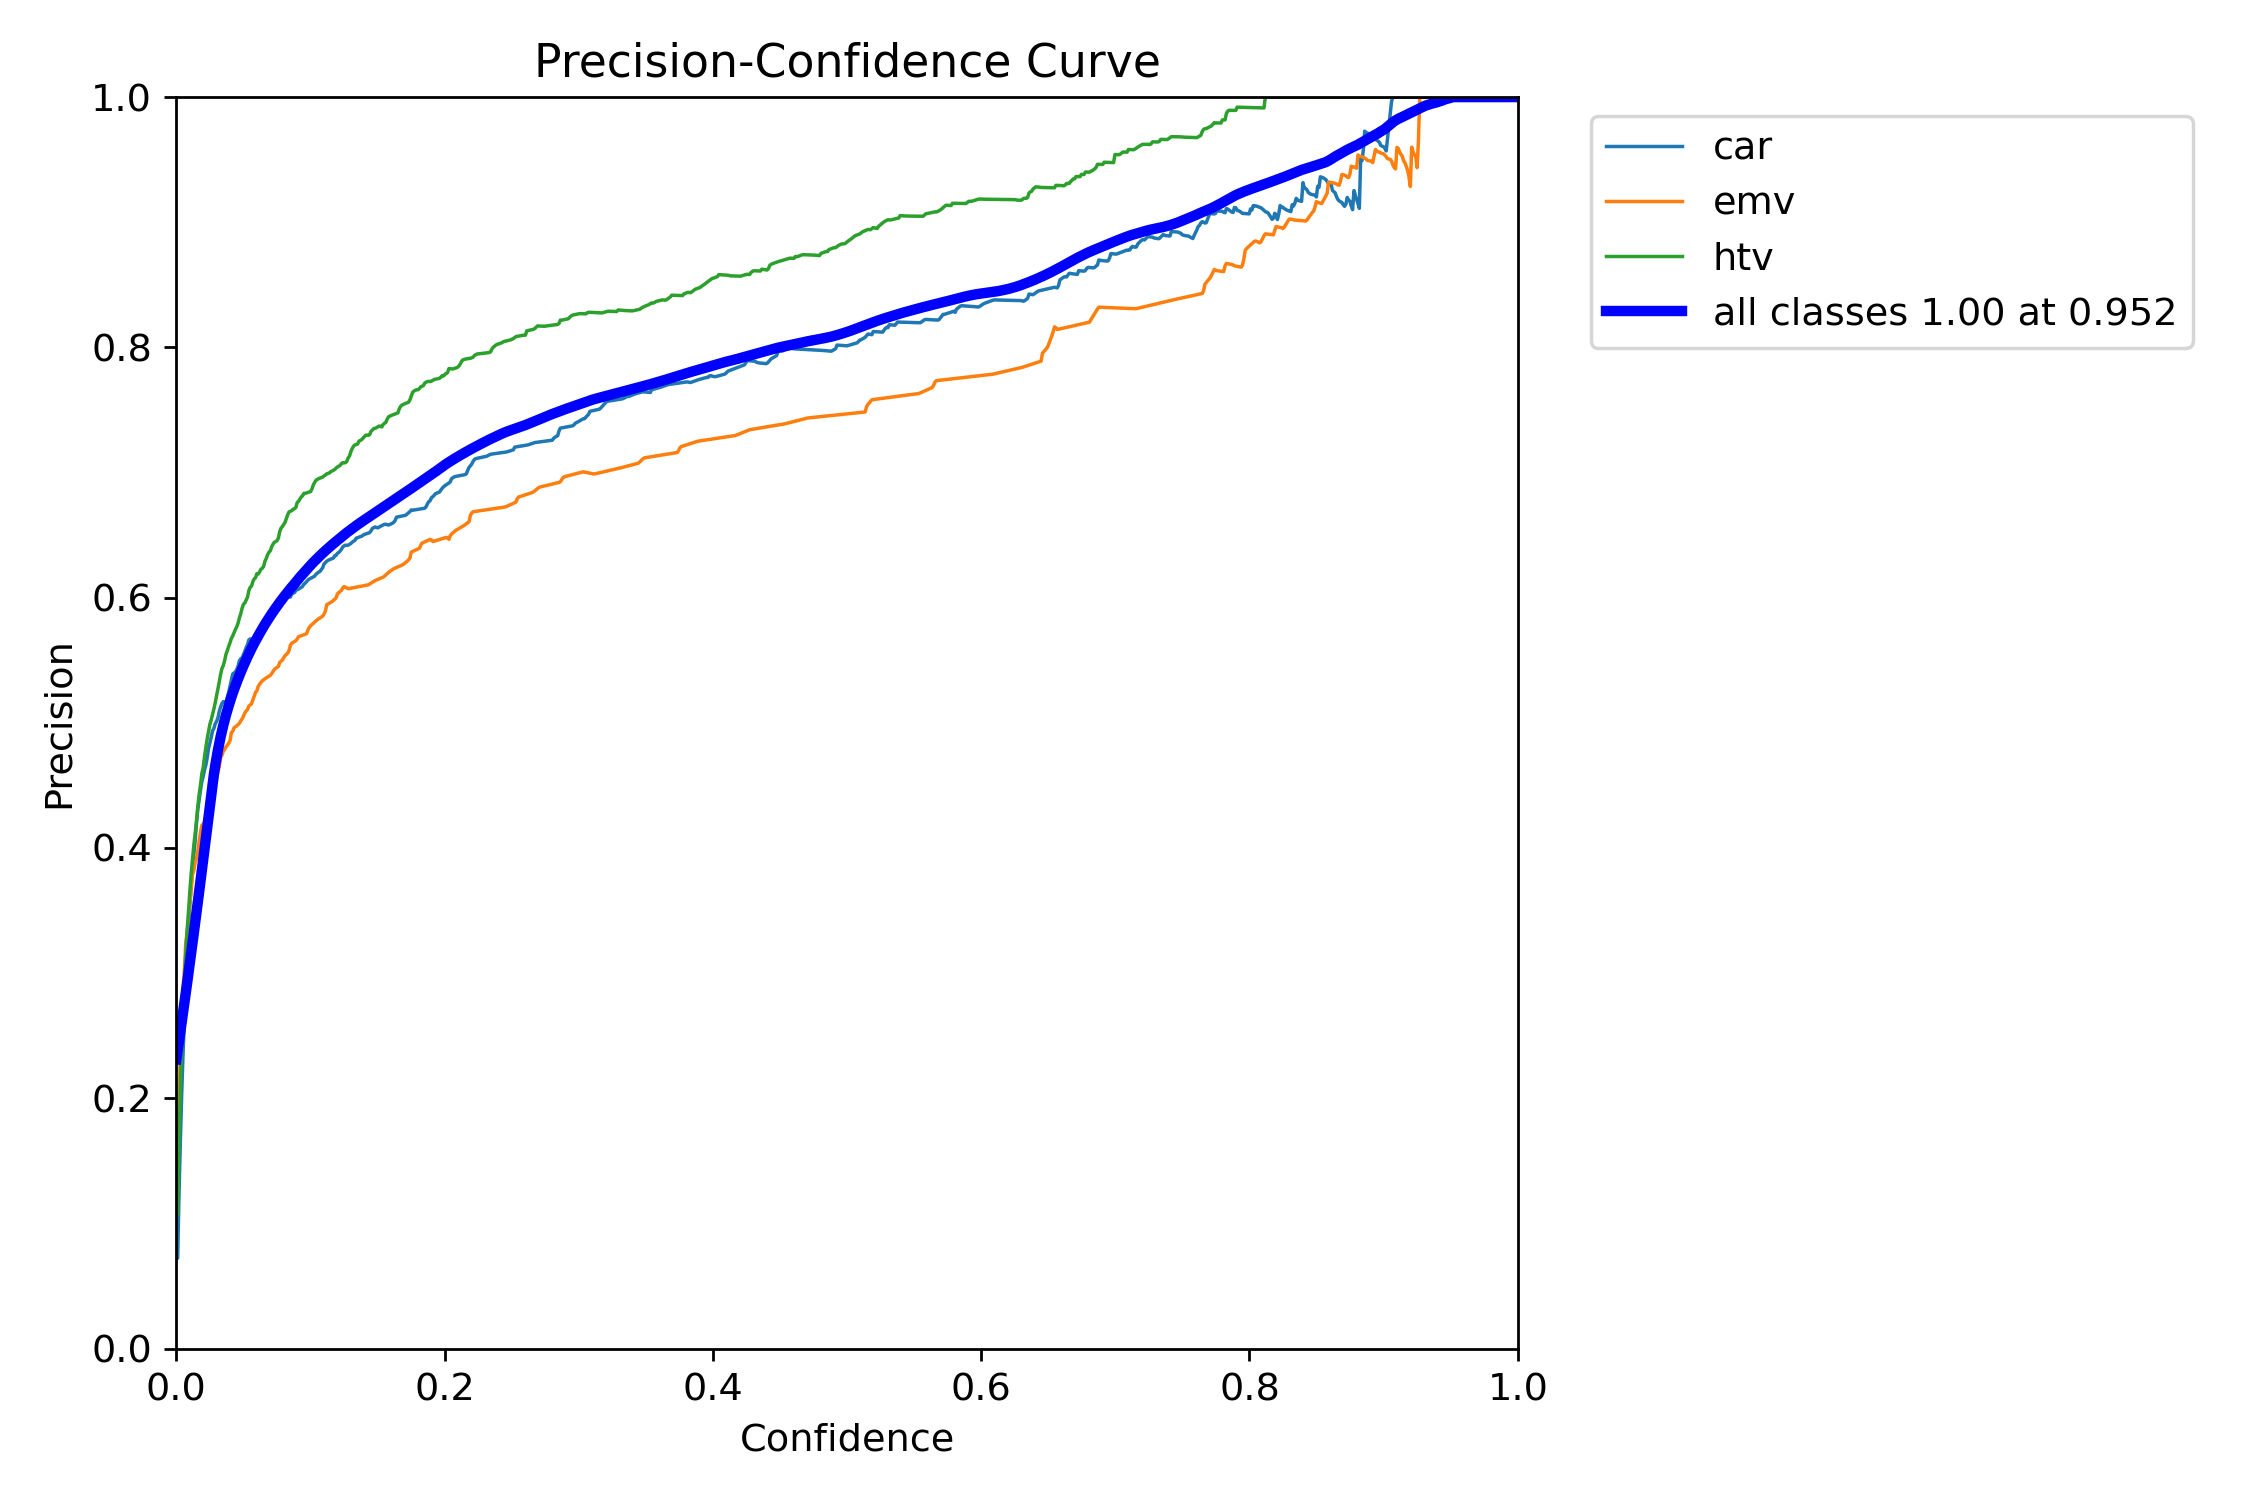 Precision-Confidence Curve
1.0
0.8
0.6
0.4
0.2
0.0
Precision
0.0 0.2 0.4 0.6 0.8 1.0
Confidence
car
emv
htv
all classes 1.00 at 0.952